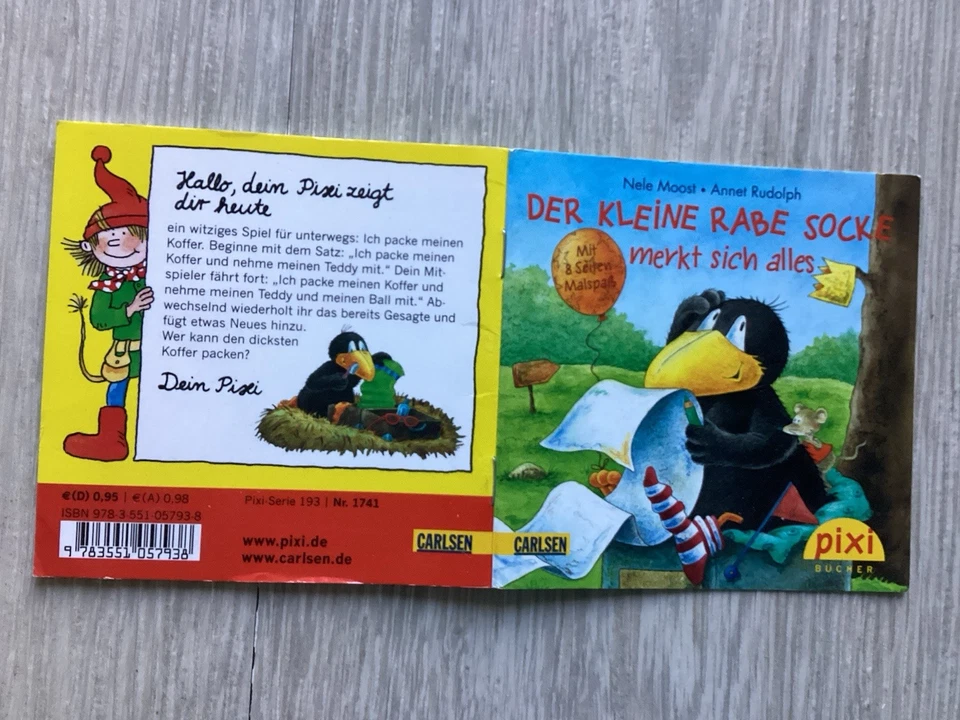 Hallo, dein Pixi zeigt
dir heute
ein witziges Spiel für unterwegs: Ich packe meinen
Koffer. Beginne mit dem Satz: „Ich packe meinen
Koffer und nehme meinen Teddy mit.“ Dein Mit-
spieler fährt fort: „Ich packe meinen Koffer und
nehme meinen Teddy und meinen Ball mit.“ Ab-
wechselnd wiederholt ihr das bereits Gesagte und
fügt etwas Neues hinzu.
Wer kann den dicksten
Koffer packen?
Dein Pixi
€(D) 0,95 | €(A) 0,98
ISBN 978-3-551-05793-8
9 783551 057938
Pixi-Serie 193 | Nr. 1741
www.pixi.de
www.carlsen.de
CARLSEN
Nele Moost • Annet Rudolph
DER KLEINE RABE SOCKE
merkt sich alles
Mit
8 Seiten
Malspaß
CARLSEN
pixi
BÜCHER